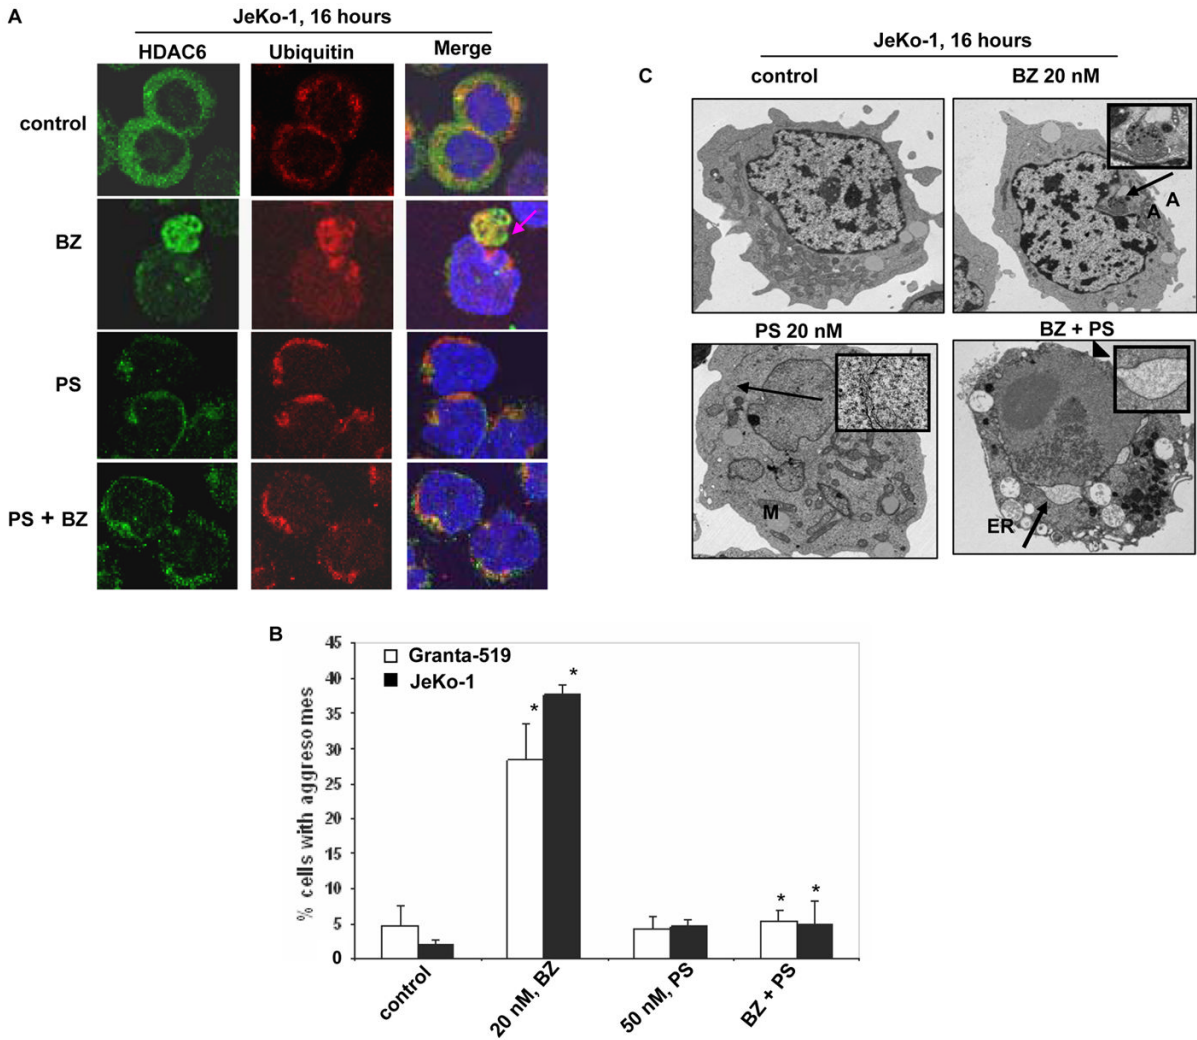 A
JeKo-1, 16 hours
HDAC6 Ubiquitin Merge
control
BZ
PS
PS + BZ
C
JeKo-1, 16 hours
control BZ 20 nM
A A
PS 20 nM BZ + PS
M
ER
B
% cells with aggresomes
45
40
35
30
25
20
15
10
5
0
Granta-519
JeKo-1
* *
* *
control
20 nM, BZ
50 nM, PS
BZ + PS